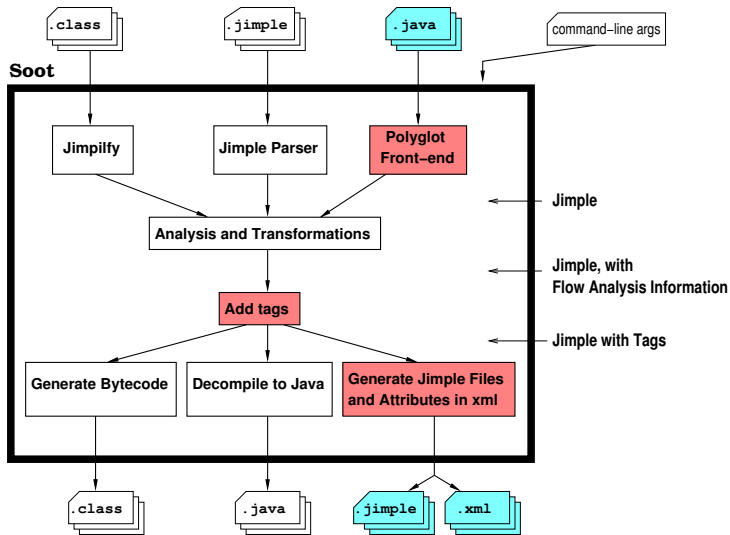 .class
.jimple
.java
command-line args
Soot
Jimpilfy
Jimple Parser
Polyglot
Front-end
Jimple
Analysis and Transformations
Jimple, with
Flow Analysis Information
Add tags
Jimple with Tags
Generate Bytecode
Decompile to Java
Generate Jimple Files
and Attributes in xml
.class
.java
.jimple
.xml